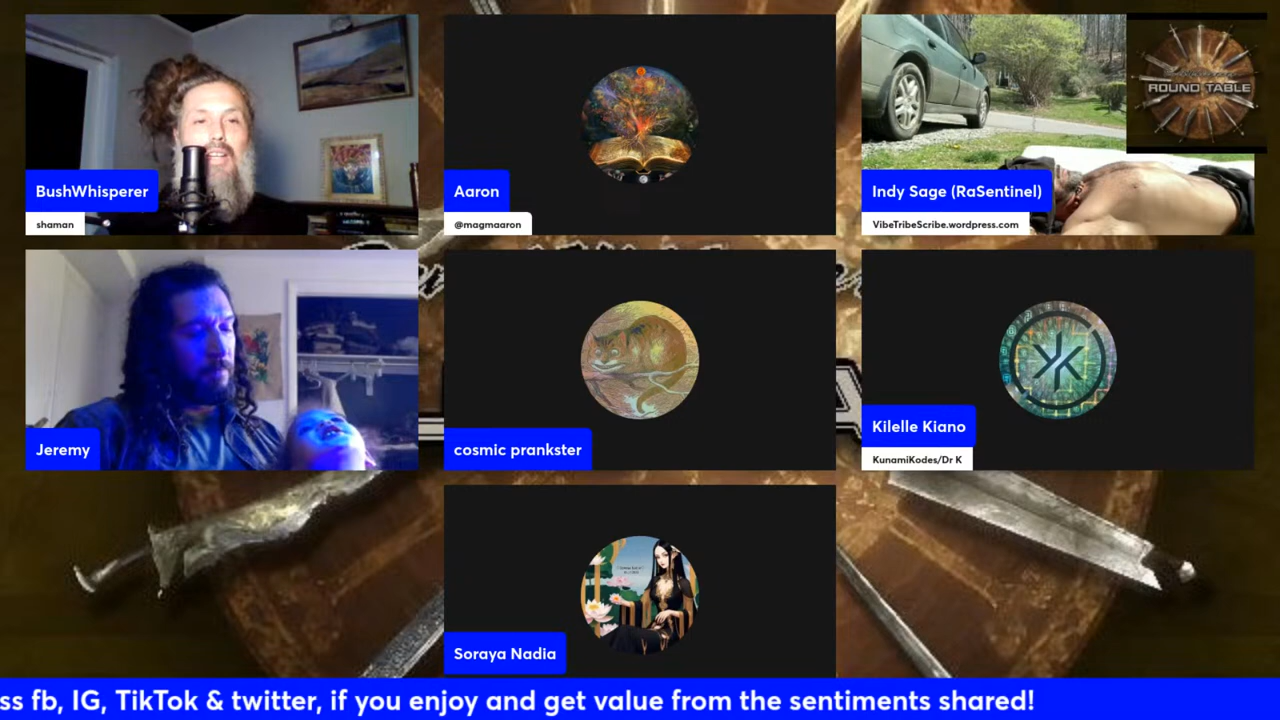 BushWhisperer
shaman
Aaron
@magmaaron
Indy Sage (RaSentinel)
VibeTribeScribe.wordpress.com
ROUND TABLE
Jeremy
cosmic prankster
Kilelle Kiano
KunamiKodes/Dr K
Soraya Nadia
ss fb, IG, TikTok & twitter, if you enjoy and get value from the sentiments shared!